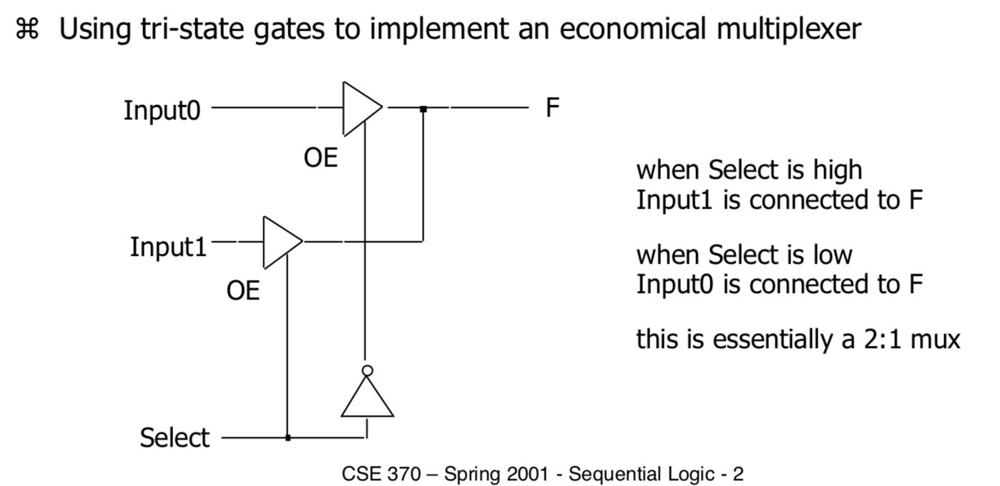 ⌘ Using tri-state gates to implement an economical multiplexer
Input0
F
OE
when Select is high
Input1 is connected to F
Input1
when Select is low
Input0 is connected to F
OE
this is essentially a 2:1 mux
Select
CSE 370 – Spring 2001 - Sequential Logic - 2